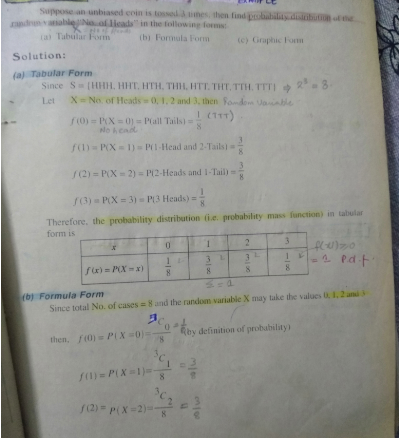 EXAMPLE
Suppose an unbiased coin is tossed 3 times, then find probability distribution of the
random variable "No. of Heads" in the following forms:
(a) Tabular Form (b) Formula Form (c) Graphic Form
Solution:
(a) Tabular Form
Since S = {HHH, HHT, HTH, THH, HTT, THT, TTH, TTT} ⇒ 2³ = 8
Let X = No. of Heads = 0, 1, 2 and 3, then Random Variable
f(0) = P(X = 0) = P(all Tails) = 1/8 (TTT)
No head
f(1) = P(X = 1) = P(1-Head and 2-Tails) = 3/8
f(2) = P(X = 2) = P(2-Heads and 1-Tail) = 3/8
f(3) = P(X = 3) = P(3 Heads) = 1/8
Therefore, the probability distribution (i.e. probability mass function) in tabular
form is
x 0 1 2 3
f(x) = P(X = x) 1/8 3/8 3/8 1/8
= 1 P.d.f.
(b) Formula Form
Since total No. of cases = 8 and the random variable X may take the values 0, 1, 2 and
then, f(0) = P(X = 0) = ³C₀/8 = 1/8 (by definition of probability)
f(1) = P(X = 1) = ³C₁/8 = 3/8
f(2) = P(X = 2) = ³C₂/8 = 3/8